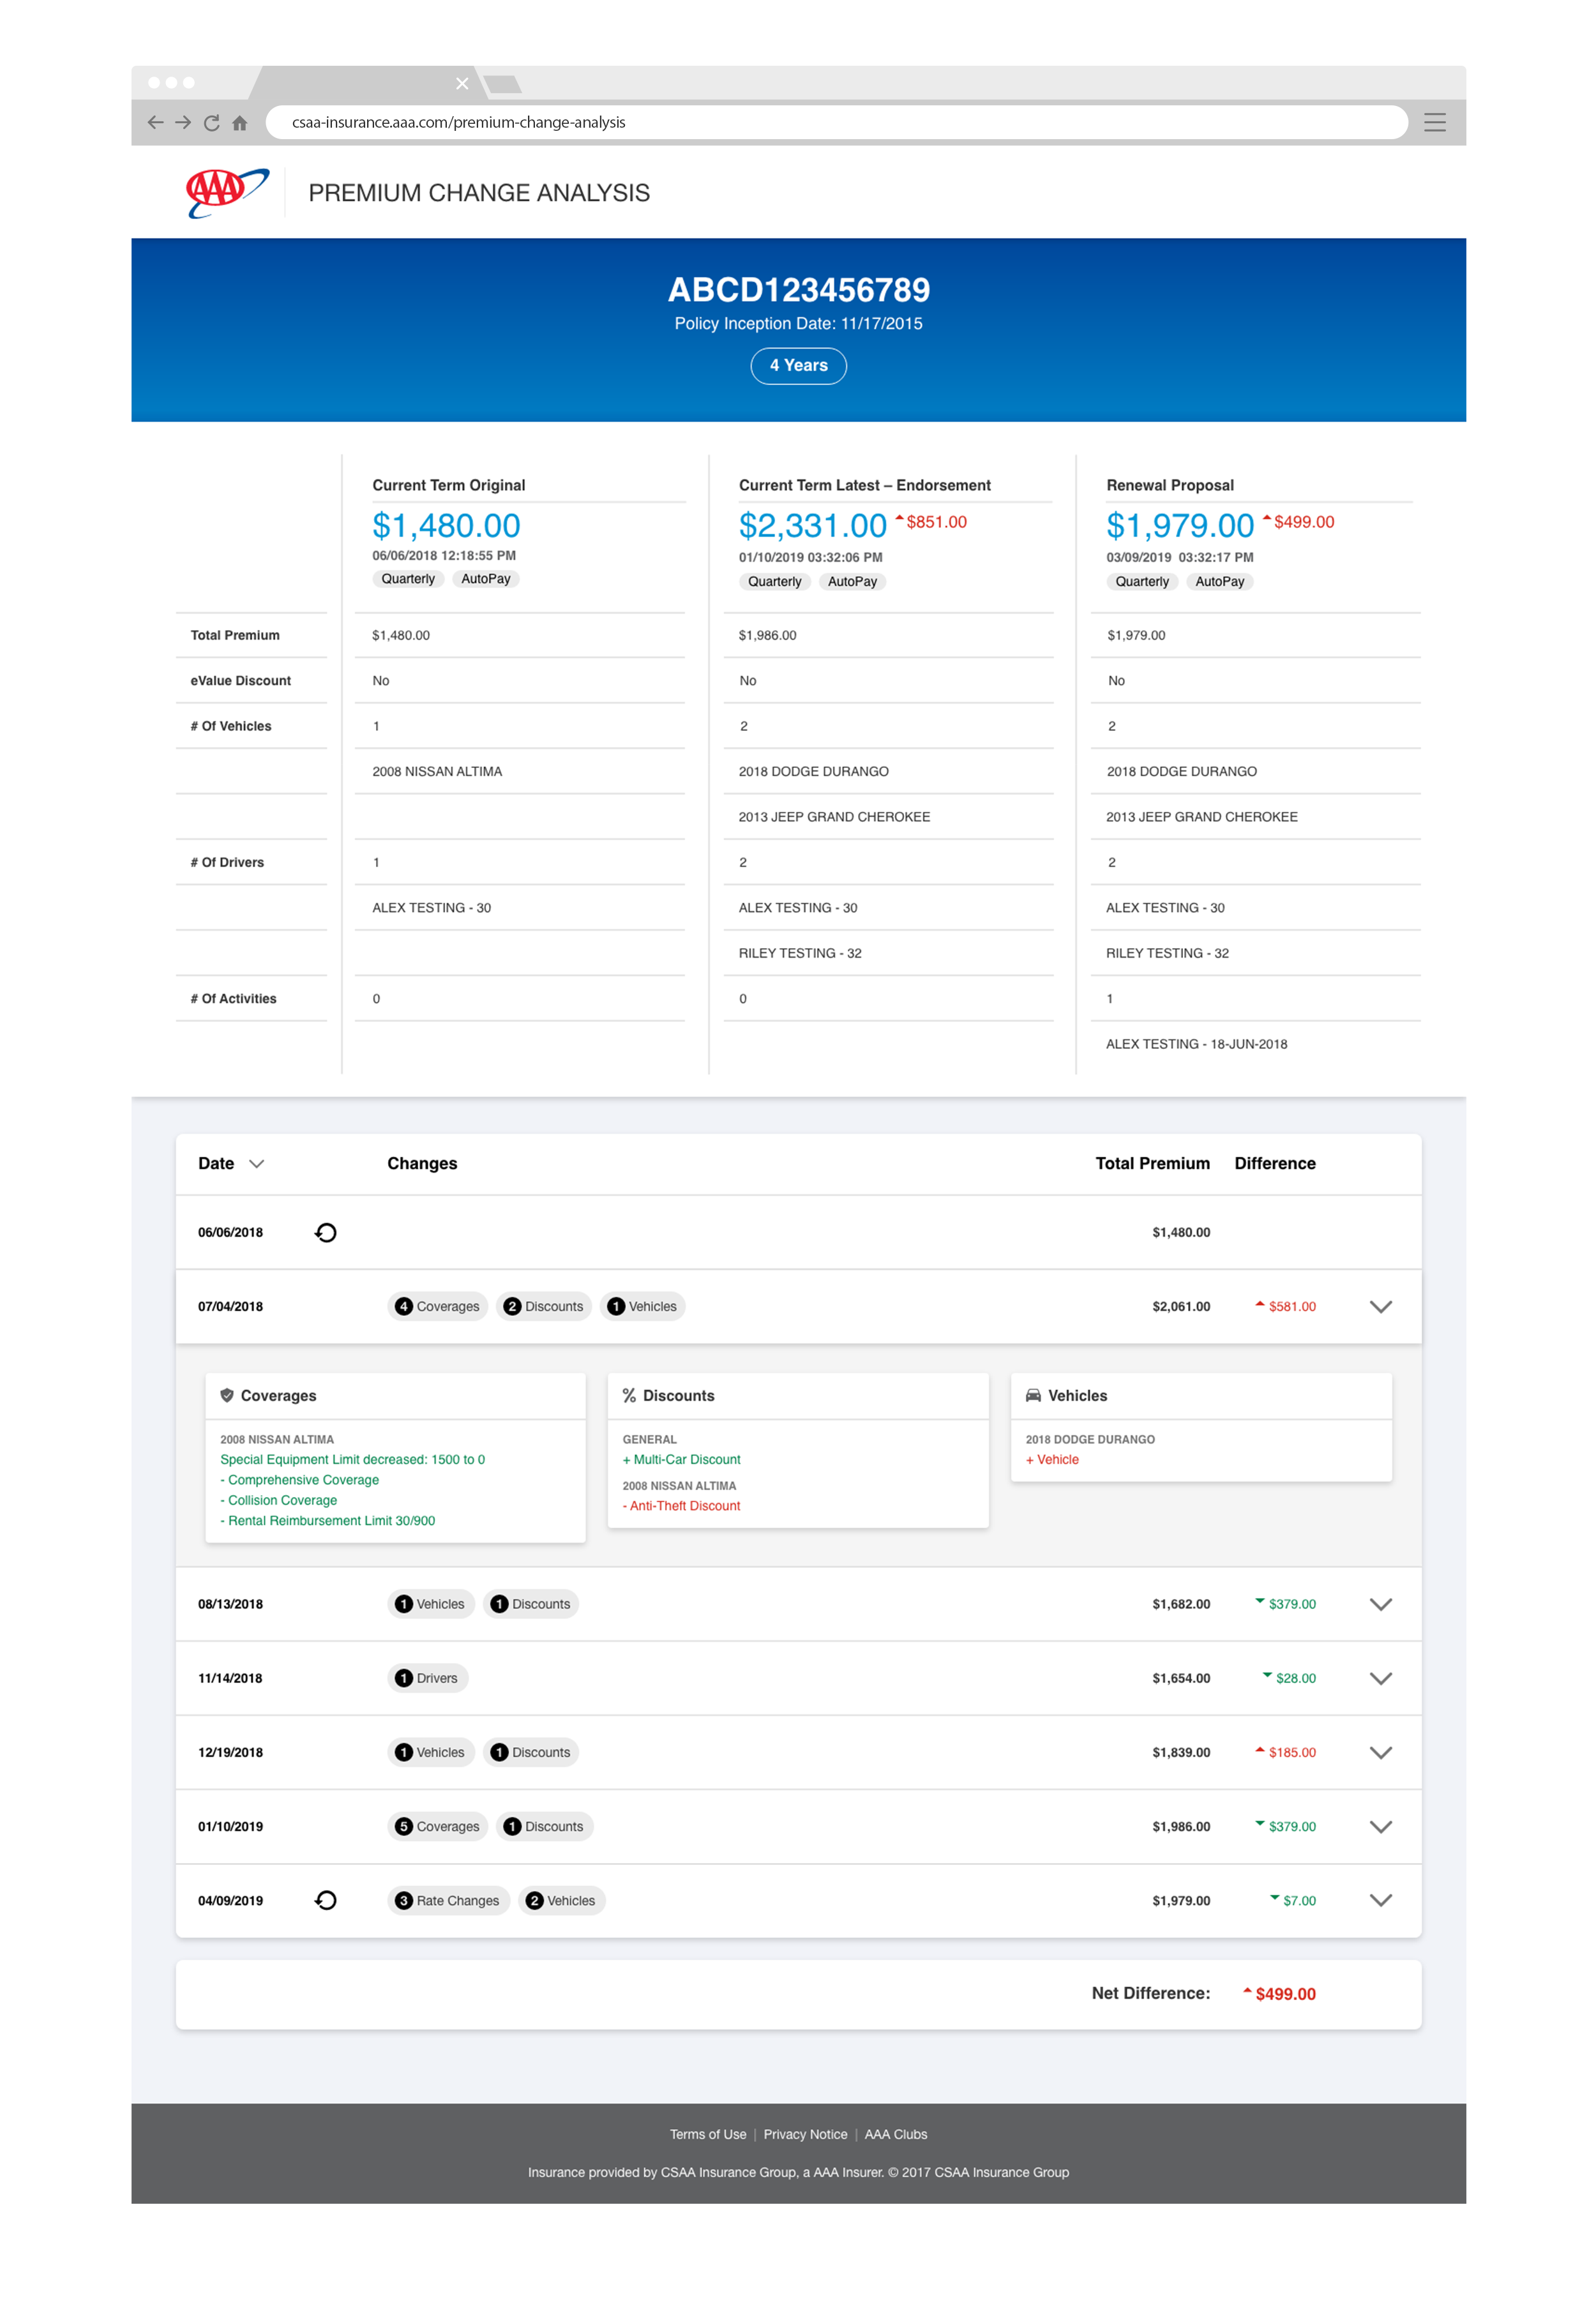 csaa-insurance.aaa.com/premium-change-analysis
AAA PREMIUM CHANGE ANALYSIS
ABCD123456789
Policy Inception Date: 11/17/2015
4 Years
Current Term Original Current Term Latest – Endorsement Renewal Proposal
$1,480.00 $2,331.00 $851.00 $1,979.00 $499.00
06/06/2018 12:18:55 PM 01/10/2019 03:32:06 PM 03/09/2019 03:32:17 PM
Quarterly AutoPay Quarterly AutoPay Quarterly AutoPay
Total Premium $1,480.00 $1,986.00 $1,979.00
eValue Discount No No No
# Of Vehicles 1 2 2
2008 NISSAN ALTIMA 2018 DODGE DURANGO 2018 DODGE DURANGO
2013 JEEP GRAND CHEROKEE 2013 JEEP GRAND CHEROKEE
# Of Drivers 1 2 2
ALEX TESTING - 30 ALEX TESTING - 30 ALEX TESTING - 30
RILEY TESTING - 32 RILEY TESTING - 32
# Of Activities 0 0 1
ALEX TESTING - 18-JUN-2018
Date Changes Total Premium Difference
06/06/2018 $1,480.00
07/04/2018 4 Coverages 2 Discounts 1 Vehicles $2,061.00 $581.00
Coverages
2008 NISSAN ALTIMA
Special Equipment Limit decreased: 1500 to 0
- Comprehensive Coverage
- Collision Coverage
- Rental Reimbursement Limit 30/900
% Discounts
GENERAL
+ Multi-Car Discount
2008 NISSAN ALTIMA
- Anti-Theft Discount
Vehicles
2018 DODGE DURANGO
+ Vehicle
08/13/2018 1 Vehicles 1 Discounts $1,682.00 $379.00
11/14/2018 1 Drivers $1,654.00 $28.00
12/19/2018 1 Vehicles 1 Discounts $1,839.00 $185.00
01/10/2019 5 Coverages 1 Discounts $1,986.00 $379.00
04/09/2019 3 Rate Changes 2 Vehicles $1,979.00 $7.00
Net Difference: $499.00
Terms of Use | Privacy Notice | AAA Clubs
Insurance provided by CSAA Insurance Group, a AAA Insurer. © 2017 CSAA Insurance Group